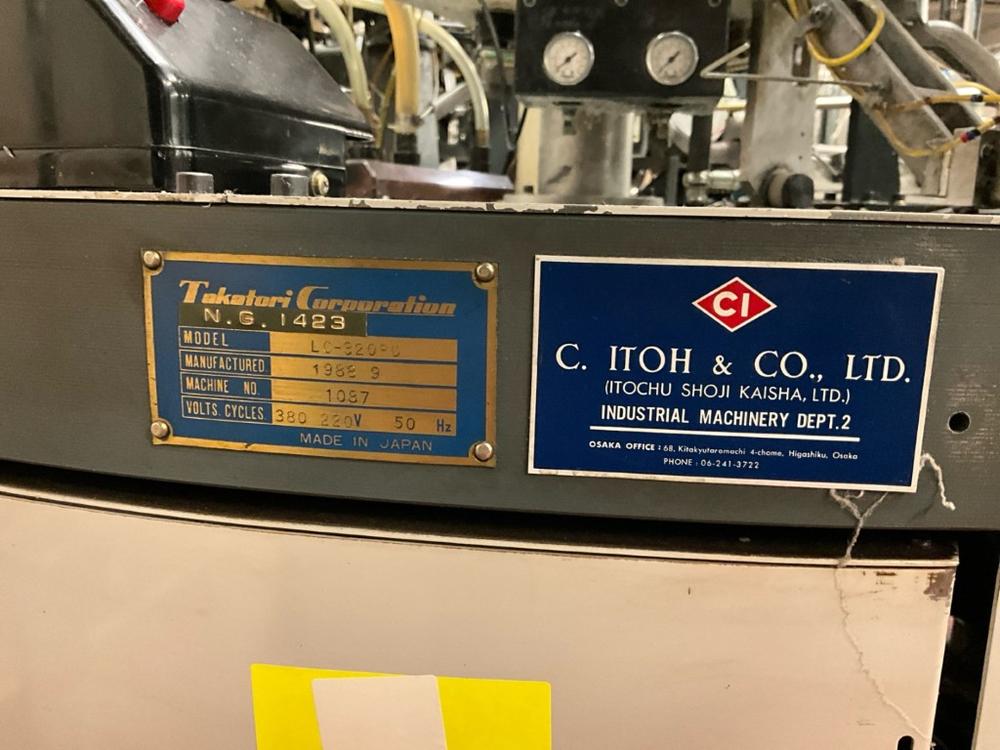 Takatori Corporation
N.G. 1423
MODEL
MANUFACTURED 1988 9
MACHINE NO. 1087
VOLTS. CYCLES 380 220V 50 Hz
MADE IN JAPAN
CI
C. ITOH & CO., LTD.
(ITOCHU SHOJI KAISHA, LTD.)
INDUSTRIAL MACHINERY DEPT.2
OSAKA OFFICE : 68, Kitakyutaromachi 4-chome, Higashiku, Osaka
PHONE : 06-241-3722